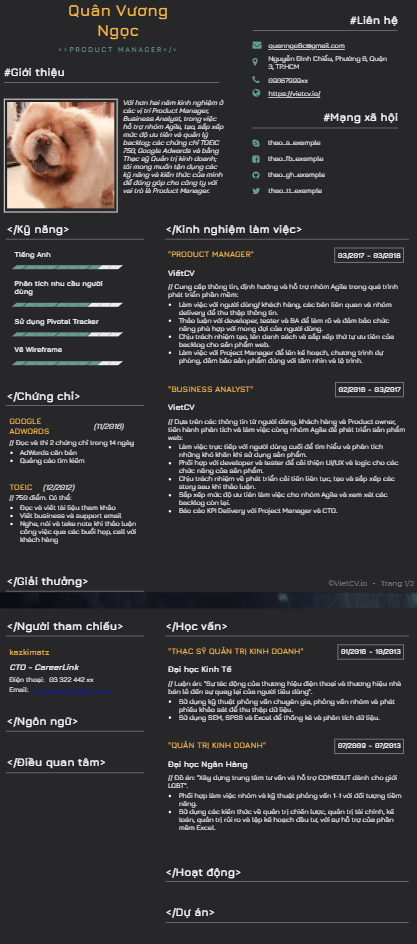 Quân Vương
Ngọc
<>PRODUCT MANAGER</>
#Giới thiệu
Với hơn hai năm kinh nghiệm ở
các vị trí Product Manager,
Business Analyst, trong việc
hỗ trợ nhóm Agile, tạo, sắp xếp
mức độ ưu tiên và quản lý
backlog; các chứng chỉ TOEIC
750, Google Adwords và bằng
Thạc sỹ Quản trị kinh doanh;
tôi mong muốn tận dụng các
kỹ năng và kiến thức của mình
để đóng góp cho công ty với
vai trò là Product Manager.
#Liên hệ
quanngo8c@gmail.com
Nguyễn Đình Chiểu, Phường 6, Quận
3, TP.HCM
09067999xx
https://vietcv.io/
#Mạng xã hội
thao_s_example
thao_fb_example
thao_gh_example
thao_tt_example
</Kỹ năng>
Tiếng Anh
Phân tích nhu cầu người
dùng
Sử dụng Pivotal Tracker
Vẽ Wireframe
</Chứng chỉ>
GOOGLE
ADWORDS
(11/2016)
// Đọc và thi 2 chứng chỉ trong 14 ngày
AdWords căn bản
Quảng cáo tìm kiếm
TOEIC (12/2012)
// 750 điểm. Có thể:
Đọc và viết tài liệu tham khảo
Viết business và support email
Nghe, nói và take note khi thảo luận
công việc qua các buổi họp, call với
khách hàng
</Giải thưởng>
</Kinh nghiệm làm việc>
"PRODUCT MANAGER"
03/2017 - 03/2018
VietCV
// Cung cấp thông tin, định hướng và hỗ trợ nhóm Agile trong quá trình
phát triển phần mềm:
Làm việc với người dùng/ khách hàng, các bên liên quan và nhóm
delivery để thu thập thông tin.
Thảo luận với developer, tester và BA để làm rõ và đảm bảo chức
năng phù hợp với mong đợi của người dùng.
Chịu trách nhiệm tạo, lên danh sách và sắp xếp thứ tự ưu tiên của
backlog cho sản phẩm web.
Làm việc với Project Manager để lên kế hoạch, chương trình dự
phòng, đảm bảo sản phẩm đúng với tầm nhìn và lộ trình.
"BUSINESS ANALYST"
02/2016 - 03/2017
VietCV
// Dựa trên các thông tin từ người dùng, khách hàng và Product owner,
tiến hành phân tích và làm việc cùng nhóm Agile để phát triển sản phẩm
web:
Làm việc trực tiếp với người dùng cuối để tìm hiểu và phân tích
những khó khăn khi sử dụng sản phẩm.
Phối hợp với developer và tester để cải thiện UI/UX và logic cho các
chức năng của sản phẩm.
Chịu trách nhiệm về phát triển cải tiến liên tục, tạo và sắp xếp các
story sau khi thảo luận.
Sắp xếp mức độ ưu tiên làm việc cho nhóm Agile và xem xét các
backlog còn lại.
Báo cáo KPI Delivery với Project Manager và CTO.
©VietCV.io - Trang 1/2
</Người tham chiếu>
kazkimatz
CTO - CareerLink
Điện thoại: 03 322 442 xx
Email:
</Ngôn ngữ>
</Điều quan tâm>
</Học vấn>
"THẠC SỸ QUẢN TRỊ KINH DOANH"
01/2016 - 10/2013
Đại học Kinh Tế
// Luận án: "Sự tác động của thương hiệu điện thoại và thương hiệu nhà
bán lẻ đến sự quay lại của người tiêu dùng".
Sử dụng kỹ thuật phỏng vấn chuyên gia, phỏng vấn nhóm và phát
phiếu khảo sát để thu thập dữ liệu.
Sử dụng SEM, SPSS và Excel để thống kê và phân tích dữ liệu.
"QUẢN TRỊ KINH DOANH"
07/2009 - 07/2013
Đại học Ngân Hàng
// Đồ án: "Xây dựng trung tâm tư vấn và hỗ trợ COMEOUT dành cho giới
LGBT".
Phối hợp làm việc nhóm và kỹ thuật phỏng vấn 1-1 với đối tượng tiềm
năng.
Sử dụng các kiến thức về quản trị chiến lược, quản trị tài chính, kế
toán, quản trị rủi ro và lập kế hoạch đầu tư, với sự hỗ trợ của phần
mềm Excel.
</Hoạt động>
</Dự án>